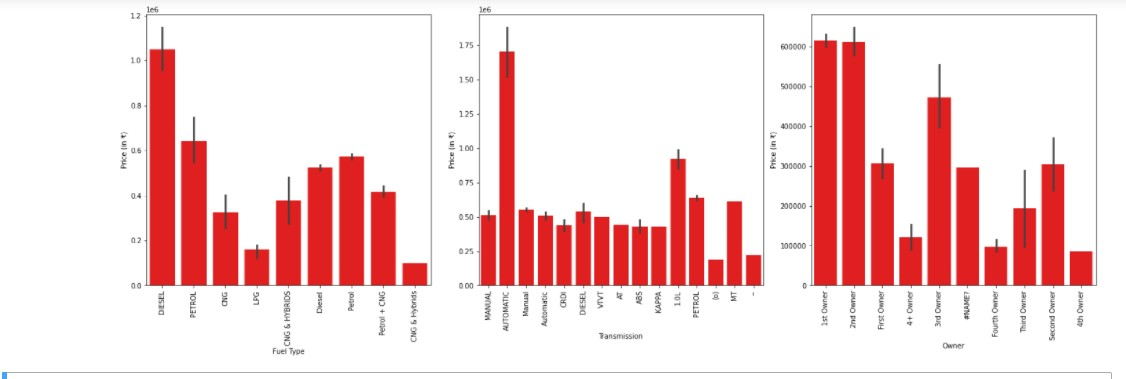 1e6
1.2
1.0
0.8
0.6
0.4
0.2
0.0
Price (in ₹)
DIESEL
PETROL
CNG
LPG
CNG & HYBRIDS
Diesel
Petrol
Petrol + CNG
CNG & Hybrids
Fuel Type
1e6
1.75
1.50
1.25
1.00
0.75
0.50
0.25
0.00
Price (in ₹)
MANUAL
AUTOMATIC
Manual
Automatic
CRDI
DIESEL
VTVT
AT
ABS
KAPPA
1.0L
PETROL
(o)
MT
--
Transmission
600000
500000
400000
300000
200000
100000
0
Price (in ₹)
1st Owner
2nd Owner
First Owner
4+ Owner
3rd Owner
#NAME?
Fourth Owner
Third Owner
Second Owner
4th Owner
Owner